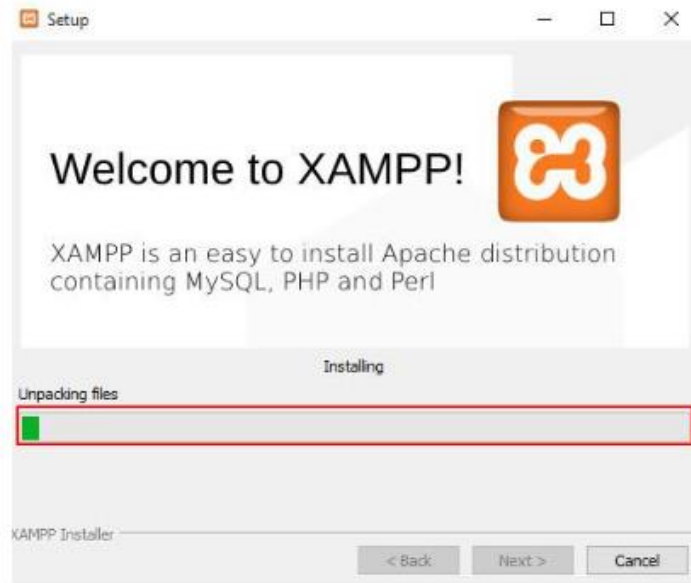 Setup
Welcome to XAMPP!
XAMPP is an easy to install Apache distribution
containing MySQL, PHP and Perl
Installing
Unpacking files
XAMPP Installer
< Back
Next >
Cancel